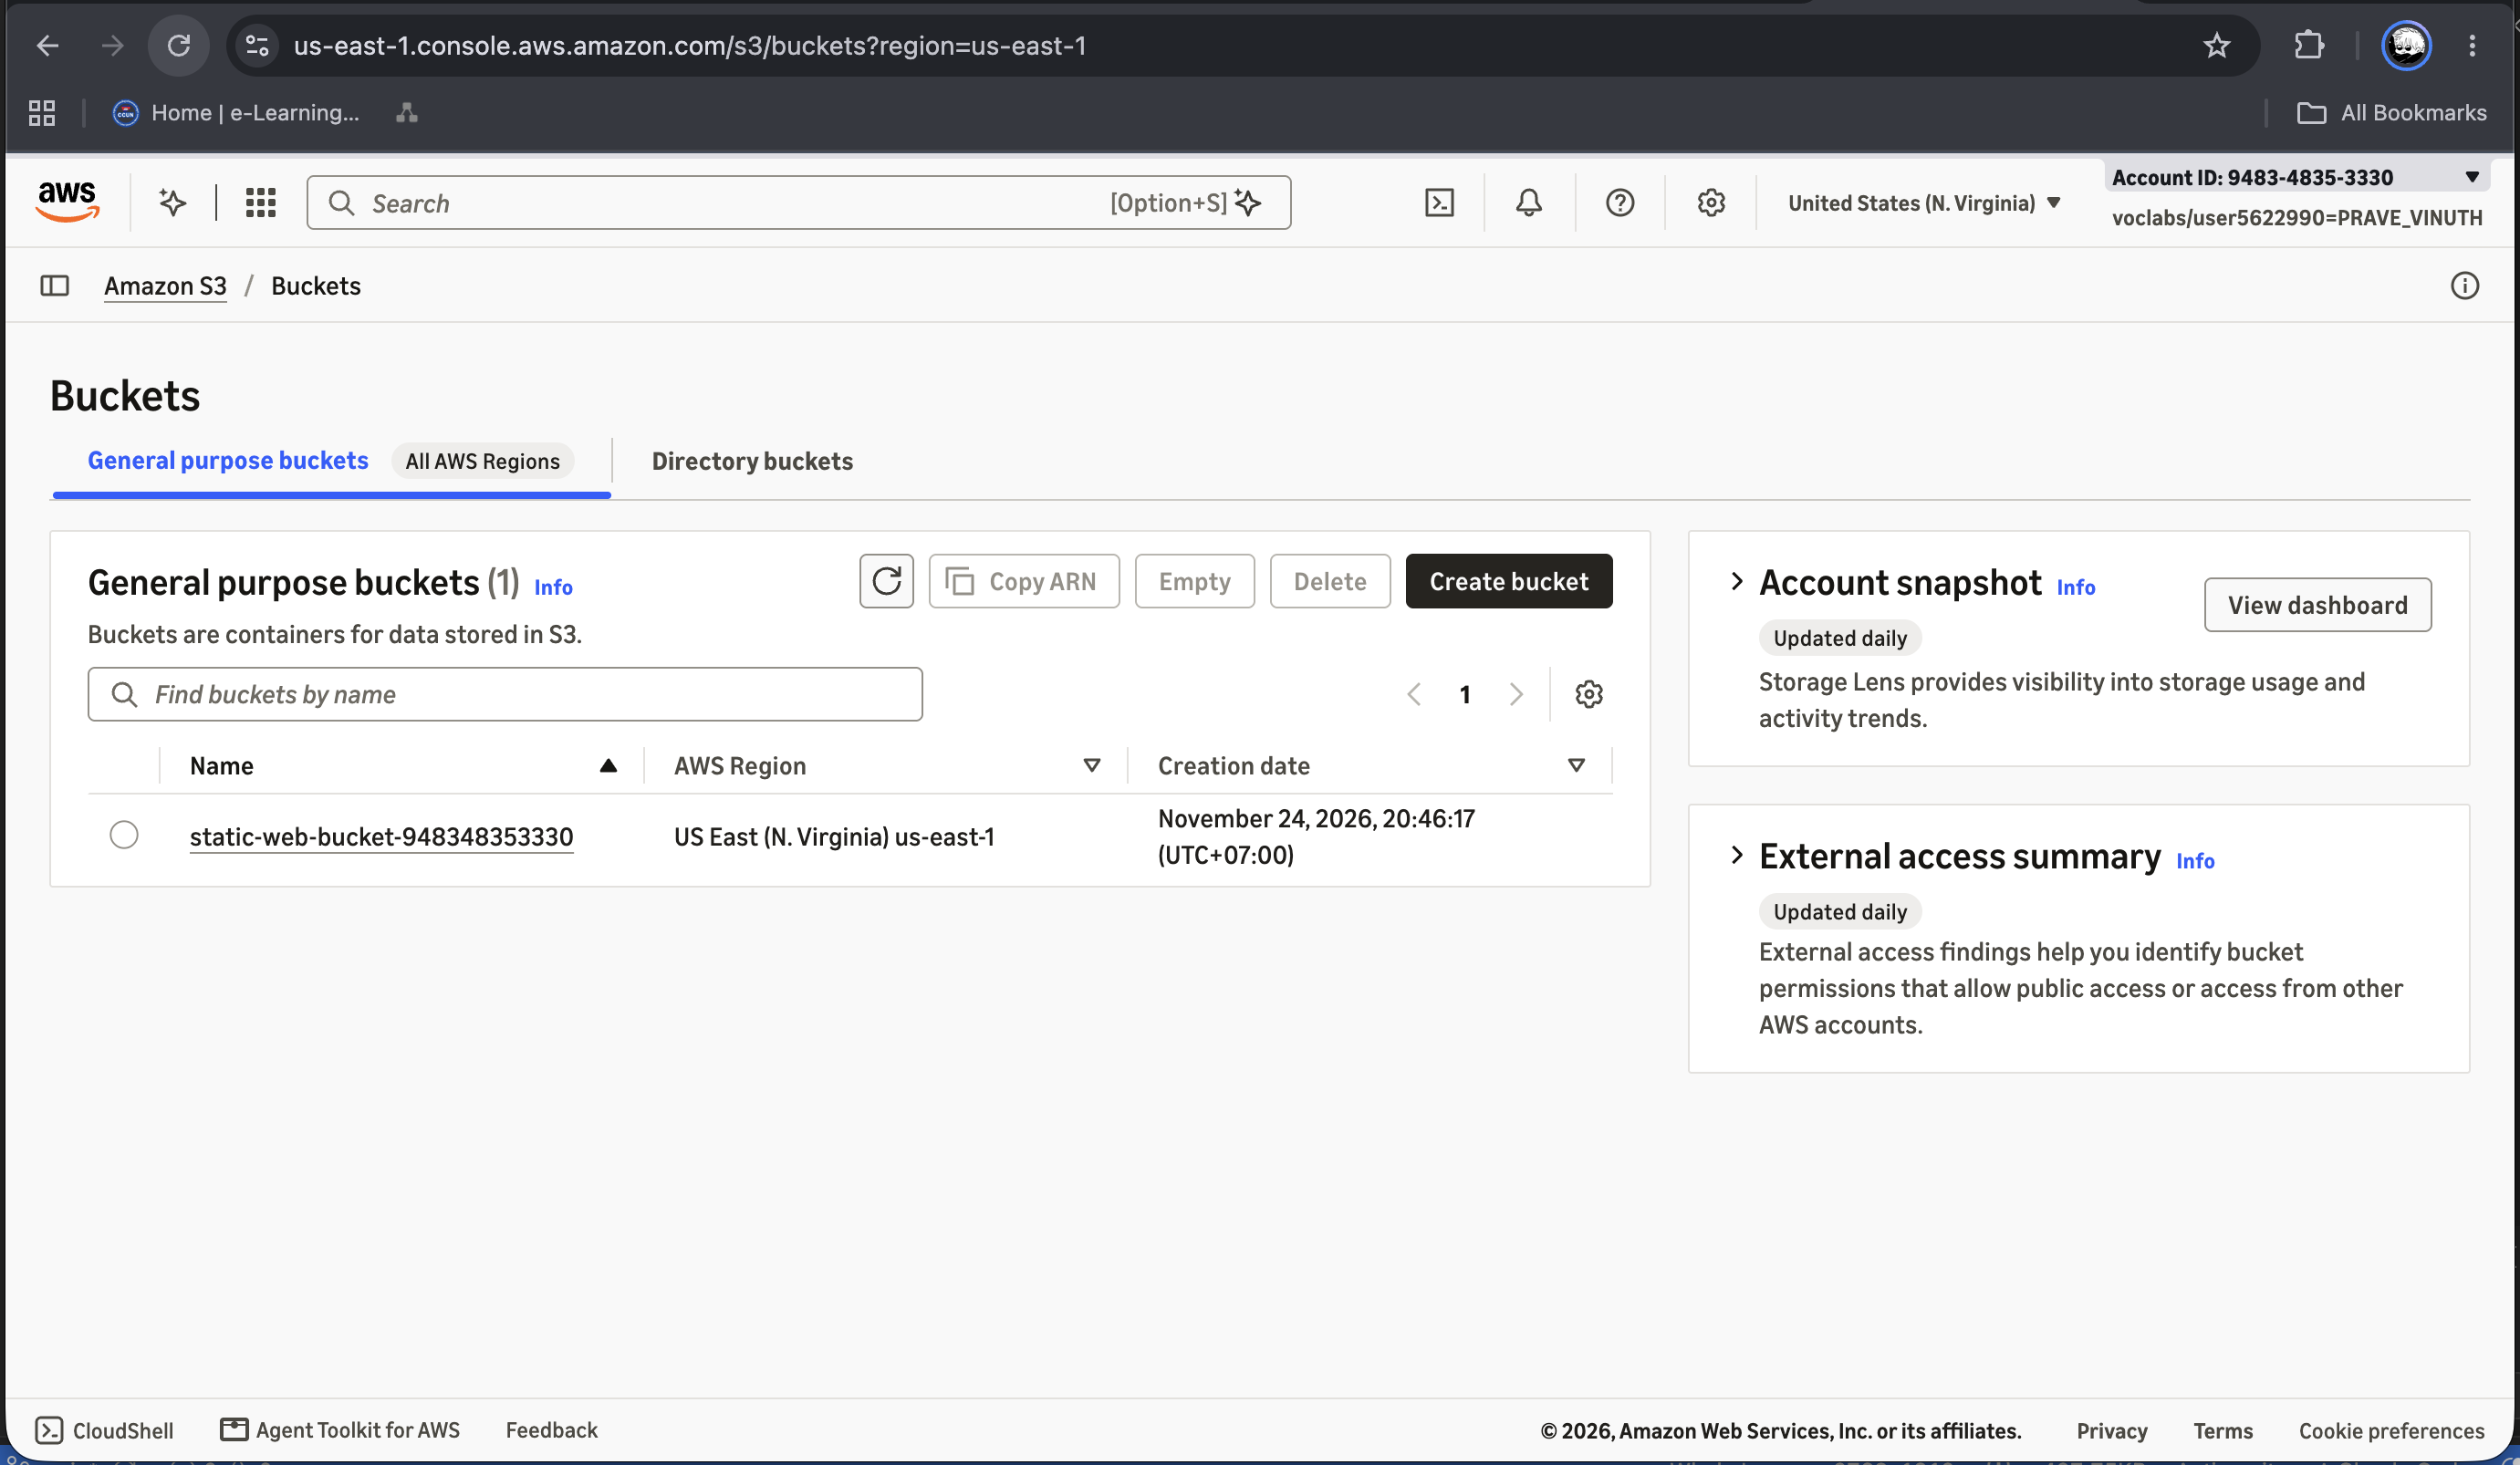 us-east-1.console.aws.amazon.com/s3/buckets?region=us-east-1
Home | e-Learning...
All Bookmarks
aws
Search
[Option+S]
United States (N. Virginia)
Account ID: 9483-4835-3330
voclabs/user5622990=PRAVE_VINUTH
Amazon S3 / Buckets
Buckets
General purpose buckets
All AWS Regions
Directory buckets
General purpose buckets (1) Info
Copy ARN
Empty
Delete
Create bucket
Buckets are containers for data stored in S3.
Find buckets by name
1
Name
AWS Region
Creation date
static-web-bucket-948348353330
US East (N. Virginia) us-east-1
November 24, 2026, 20:46:17
(UTC+07:00)
Account snapshot Info
View dashboard
Updated daily
Storage Lens provides visibility into storage usage and
activity trends.
External access summary Info
Updated daily
External access findings help you identify bucket
permissions that allow public access or access from other
AWS accounts.
CloudShell
Agent Toolkit for AWS
Feedback
© 2026, Amazon Web Services, Inc. or its affiliates.
Privacy
Terms
Cookie preferences